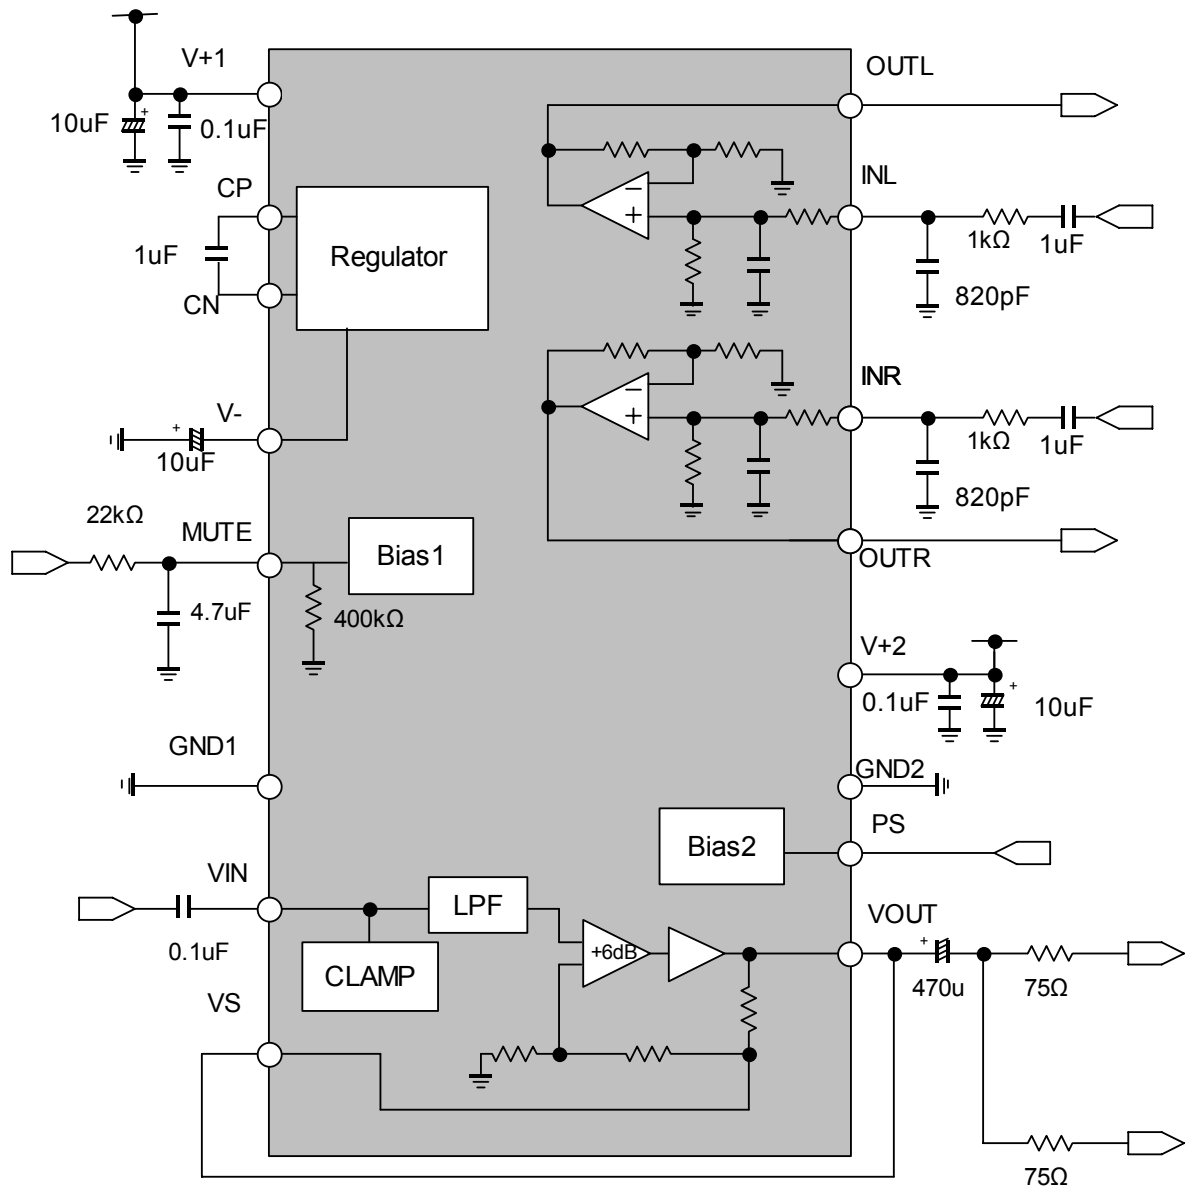 V+1
OUTL
10uF
+
0.1uF
CP
INL
−
+
1uF
Regulator
1kΩ
1uF
CN
820pF
INR
−
+
V-
+
10uF
1kΩ
1uF
22kΩ
820pF
MUTE
Bias1
OUTR
4.7uF
400kΩ
V+2
0.1uF
+
10uF
GND1
GND2
PS
Bias2
VIN
LPF
VOUT
0.1uF
CLAMP
+6dB
+
470u
75Ω
VS
75Ω